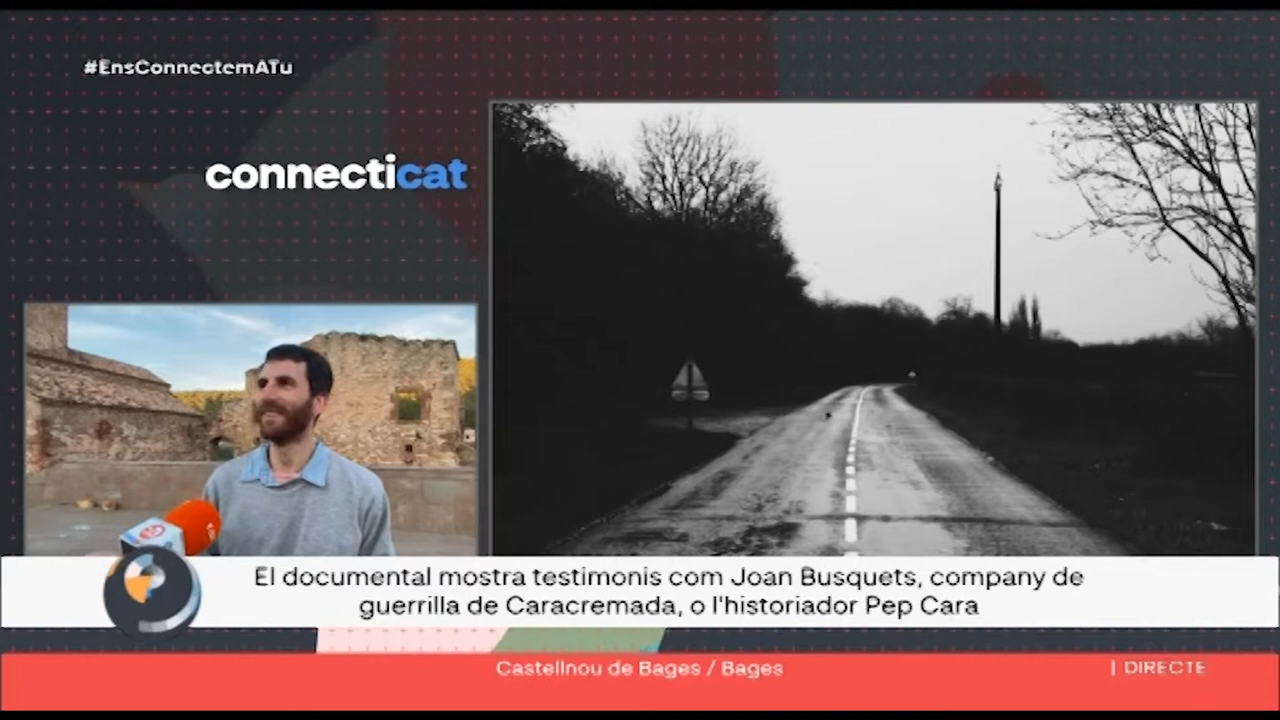 #EnsConnectemATu
connecticat
El documental mostra testimonis com Joan Busquets, company de
guerrilla de Caracremada, o l'historiador Pep Cara
Castellnou de Bages / Bages
| DIRECTE